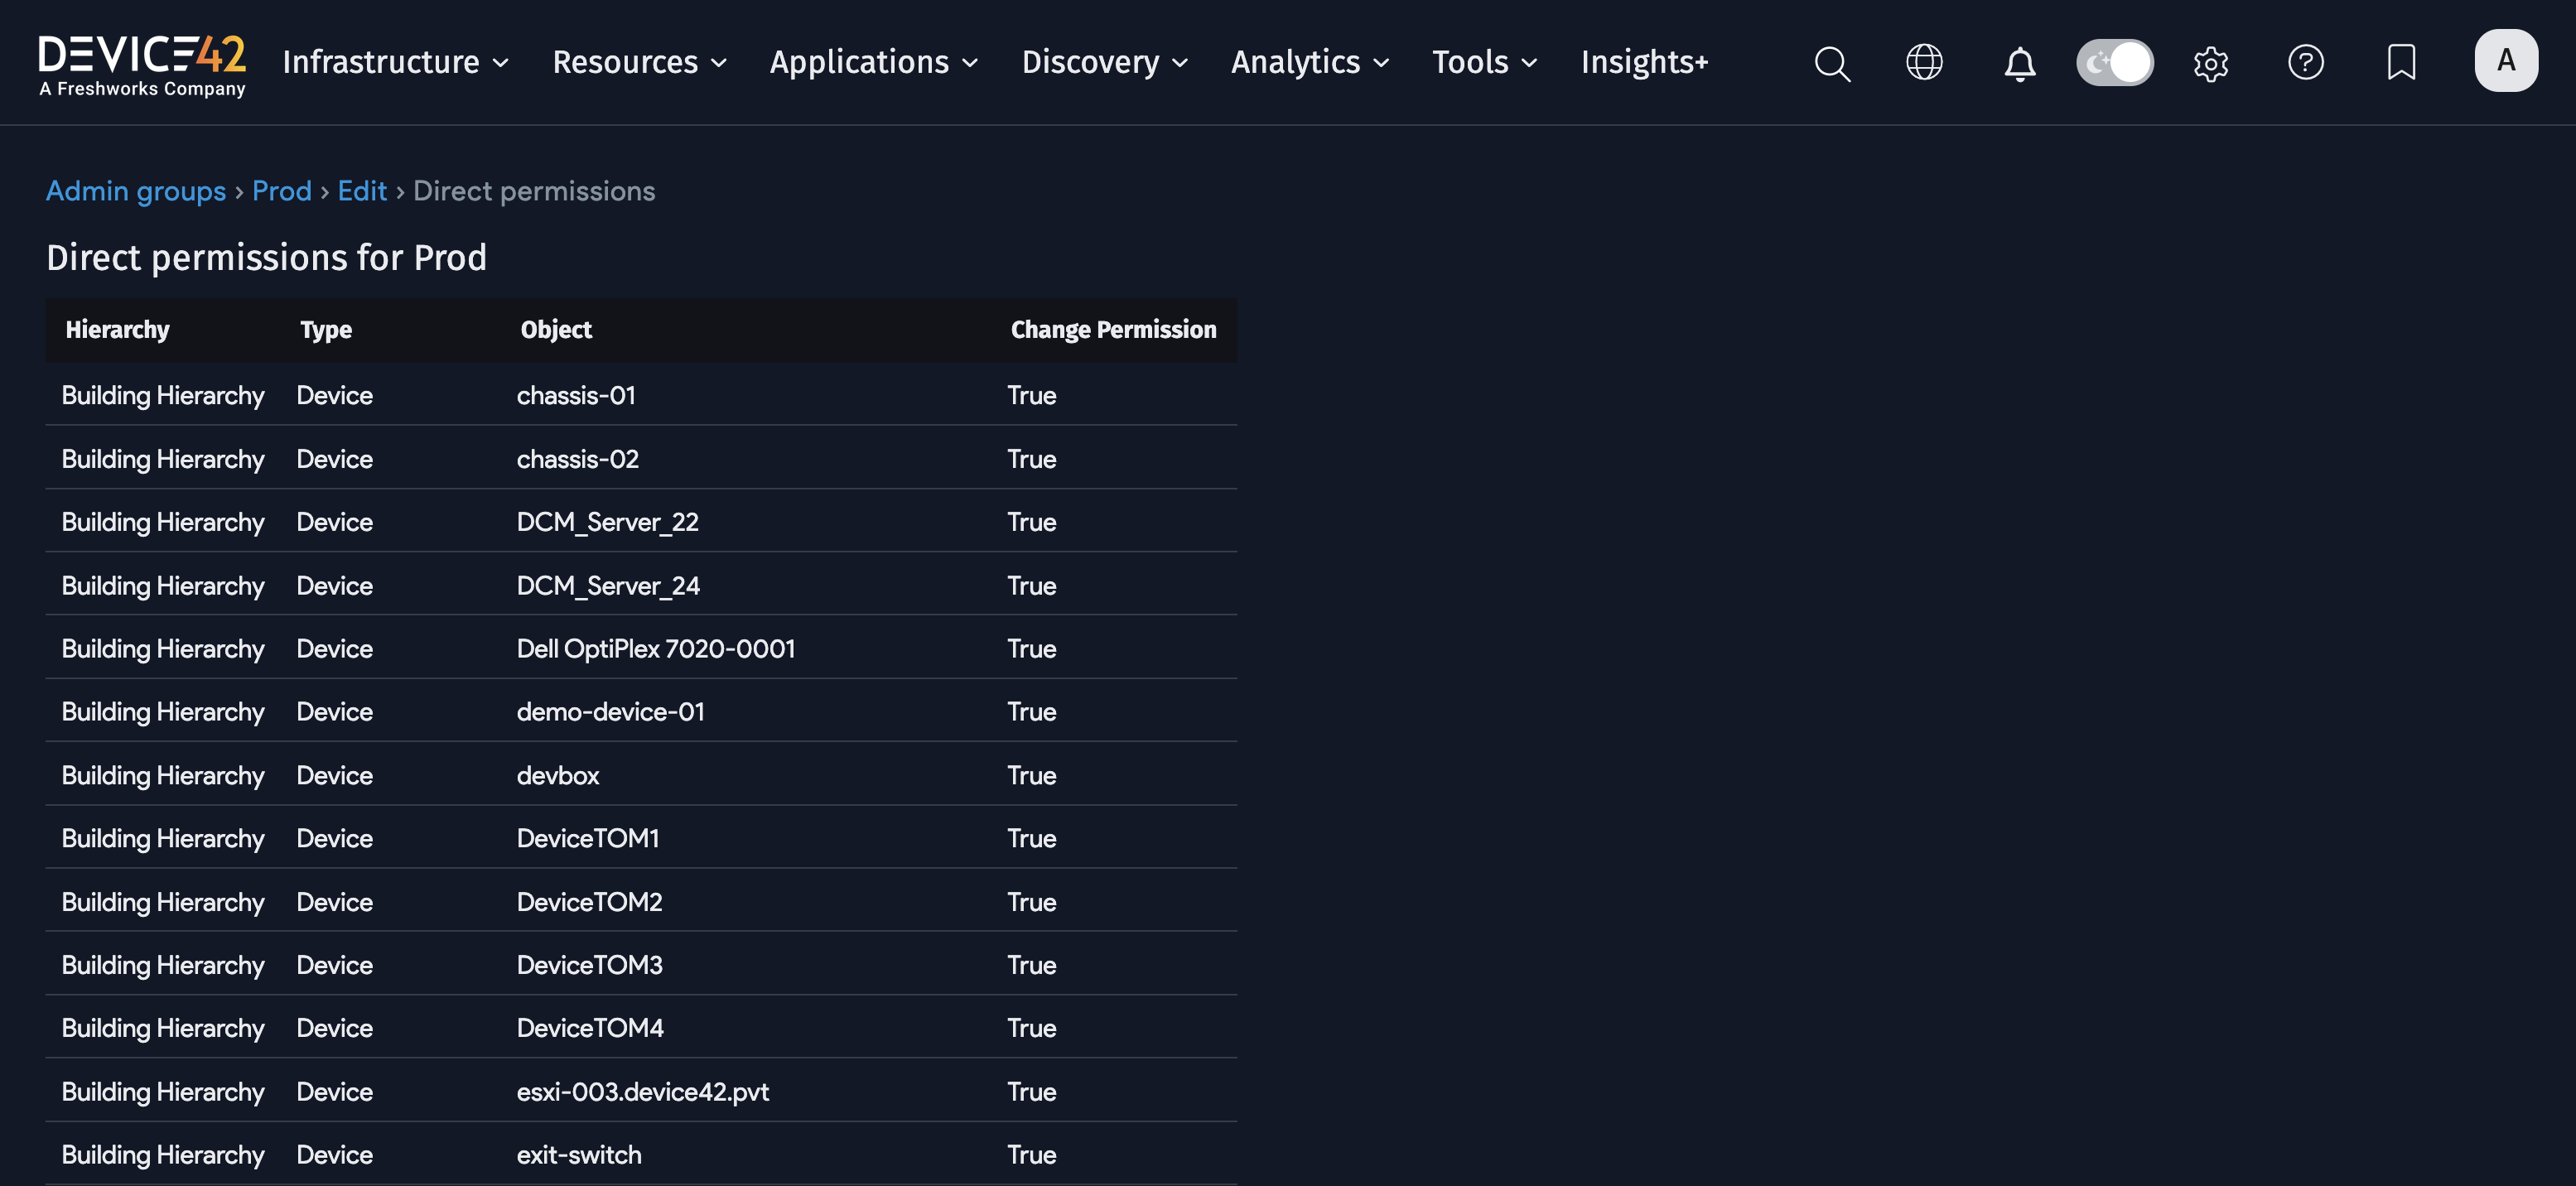 DEVICE42
A Freshworks Company
Infrastructure Resources Applications Discovery Analytics Tools Insights+ A
Admin groups › Prod › Edit › Direct permissions
Direct permissions for Prod
Hierarchy Type Object Change Permission
Building Hierarchy Device chassis-01 True
Building Hierarchy Device chassis-02 True
Building Hierarchy Device DCM_Server_22 True
Building Hierarchy Device DCM_Server_24 True
Building Hierarchy Device Dell OptiPlex 7020-0001 True
Building Hierarchy Device demo-device-01 True
Building Hierarchy Device devbox True
Building Hierarchy Device DeviceTOM1 True
Building Hierarchy Device DeviceTOM2 True
Building Hierarchy Device DeviceTOM3 True
Building Hierarchy Device DeviceTOM4 True
Building Hierarchy Device esxi-003.device42.pvt True
Building Hierarchy Device exit-switch True